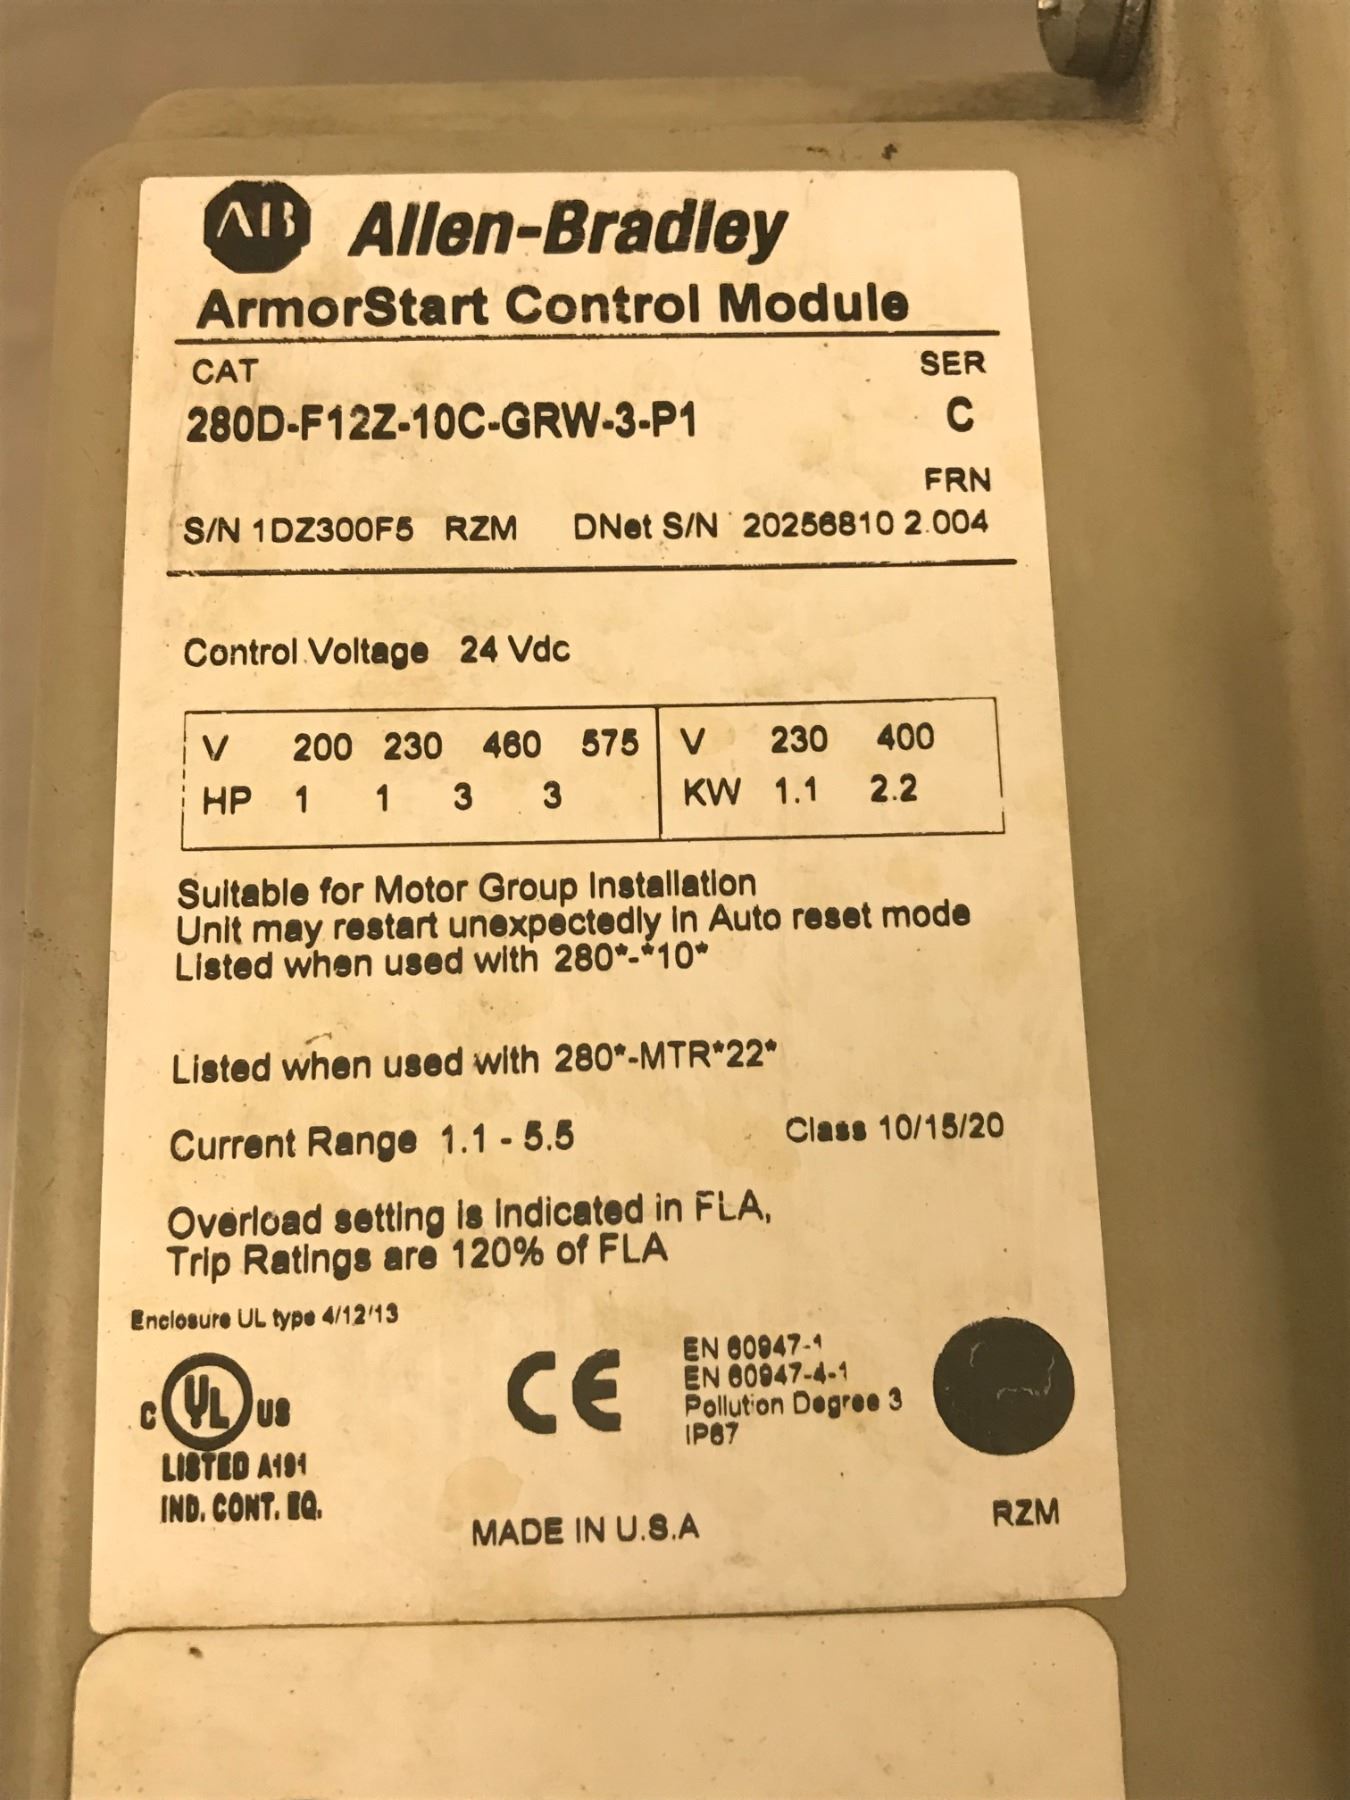 AB Allen-Bradley
ArmorStart Control Module
CAT SER
280D-F12Z-10C-GRW-3-P1 C
FRN
S/N 1DZ300F5 RZM DNet S/N 20256810 2.004
Control Voltage 24 Vdc
V 200 230 460 575 V 230 400
HP 1 1 3 3 KW 1.1 2.2
Suitable for Motor Group Installation
Unit may restart unexpectedly in Auto reset mode
Listed when used with 280*-*10*
Listed when used with 280*-MTR*22*
Current Range 1.1 - 5.5 Class 10/15/20
Overload setting is indicated in FLA,
Trip Ratings are 120% of FLA
Enclosure UL type 4/12/13
EN 60947-1
EN 60947-4-1
Pollution Degree 3
IP67
C UL US CE
LISTED A191
IND. CONT. EQ.
MADE IN U.S.A RZM